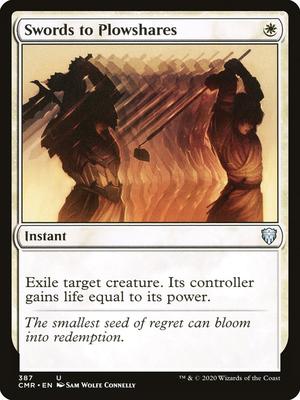 Swords to Plowshares
Instant
Exile target creature. Its controller
gains life equal to its power.
The smallest seed of regret can bloom
into redemption.
387 U
CMR • EN SAM WOLFE CONNELLY
™ & © 2020 Wizards of the Coast